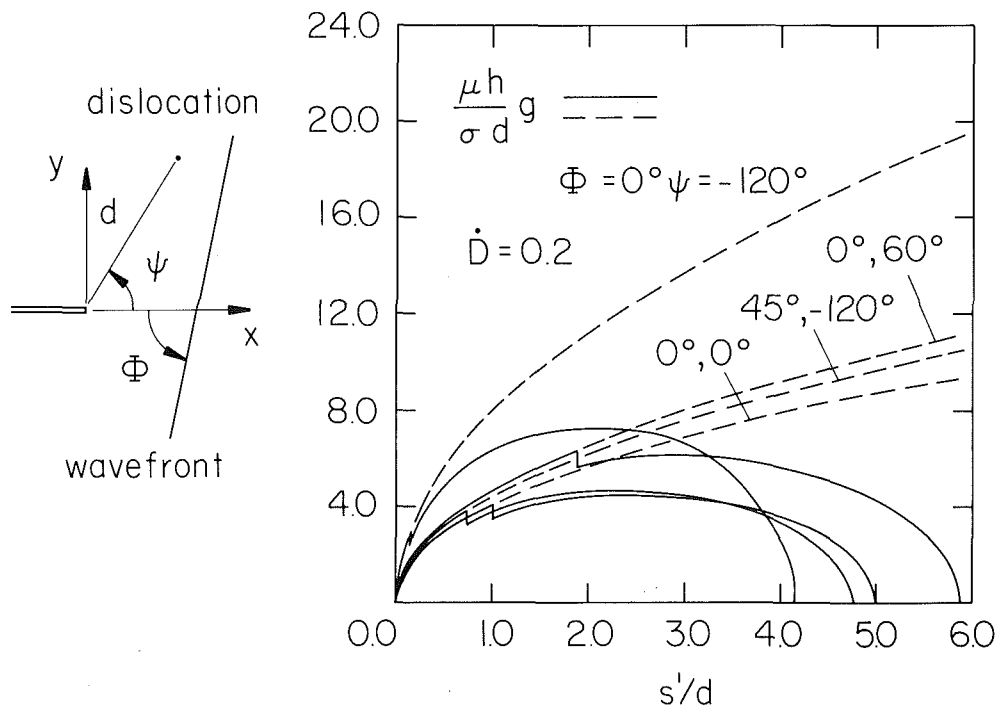 dislocation
y
d
ψ
x
Φ
wavefront
24.0
20.0
16.0
12.0
8.0
4.0
μh
σd
g
Φ = 0° ψ = -120°
Ḋ = 0.2
0°, 60°
45°, -120°
0°, 0°
0.0 1.0 2.0 3.0 4.0 5.0 6.0
s'/d